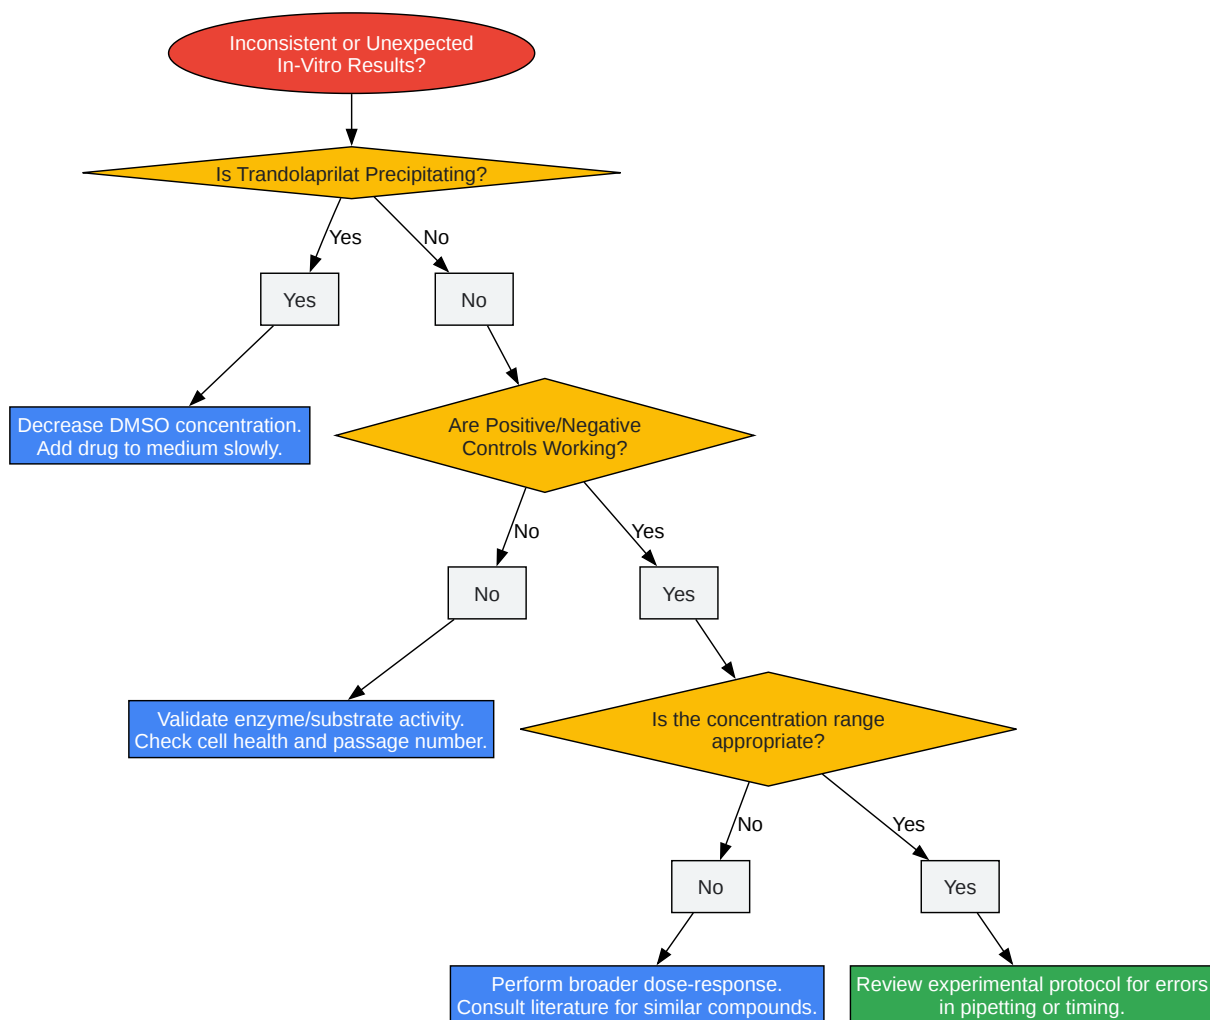 Inconsistent or Unexpected
In-Vitro Results?
Is Trandolaprilat Precipitating?
Yes
No
Yes
No
Decrease DMSO concentration.
Add drug to medium slowly.
Are Positive/Negative
Controls Working?
No
Yes
No
Yes
Validate enzyme/substrate activity.
Check cell health and passage number.
Is the concentration range
appropriate?
No
Yes
No
Yes
Perform broader dose-response.
Consult literature for similar compounds.
Review experimental protocol for errors
in pipetting or timing.